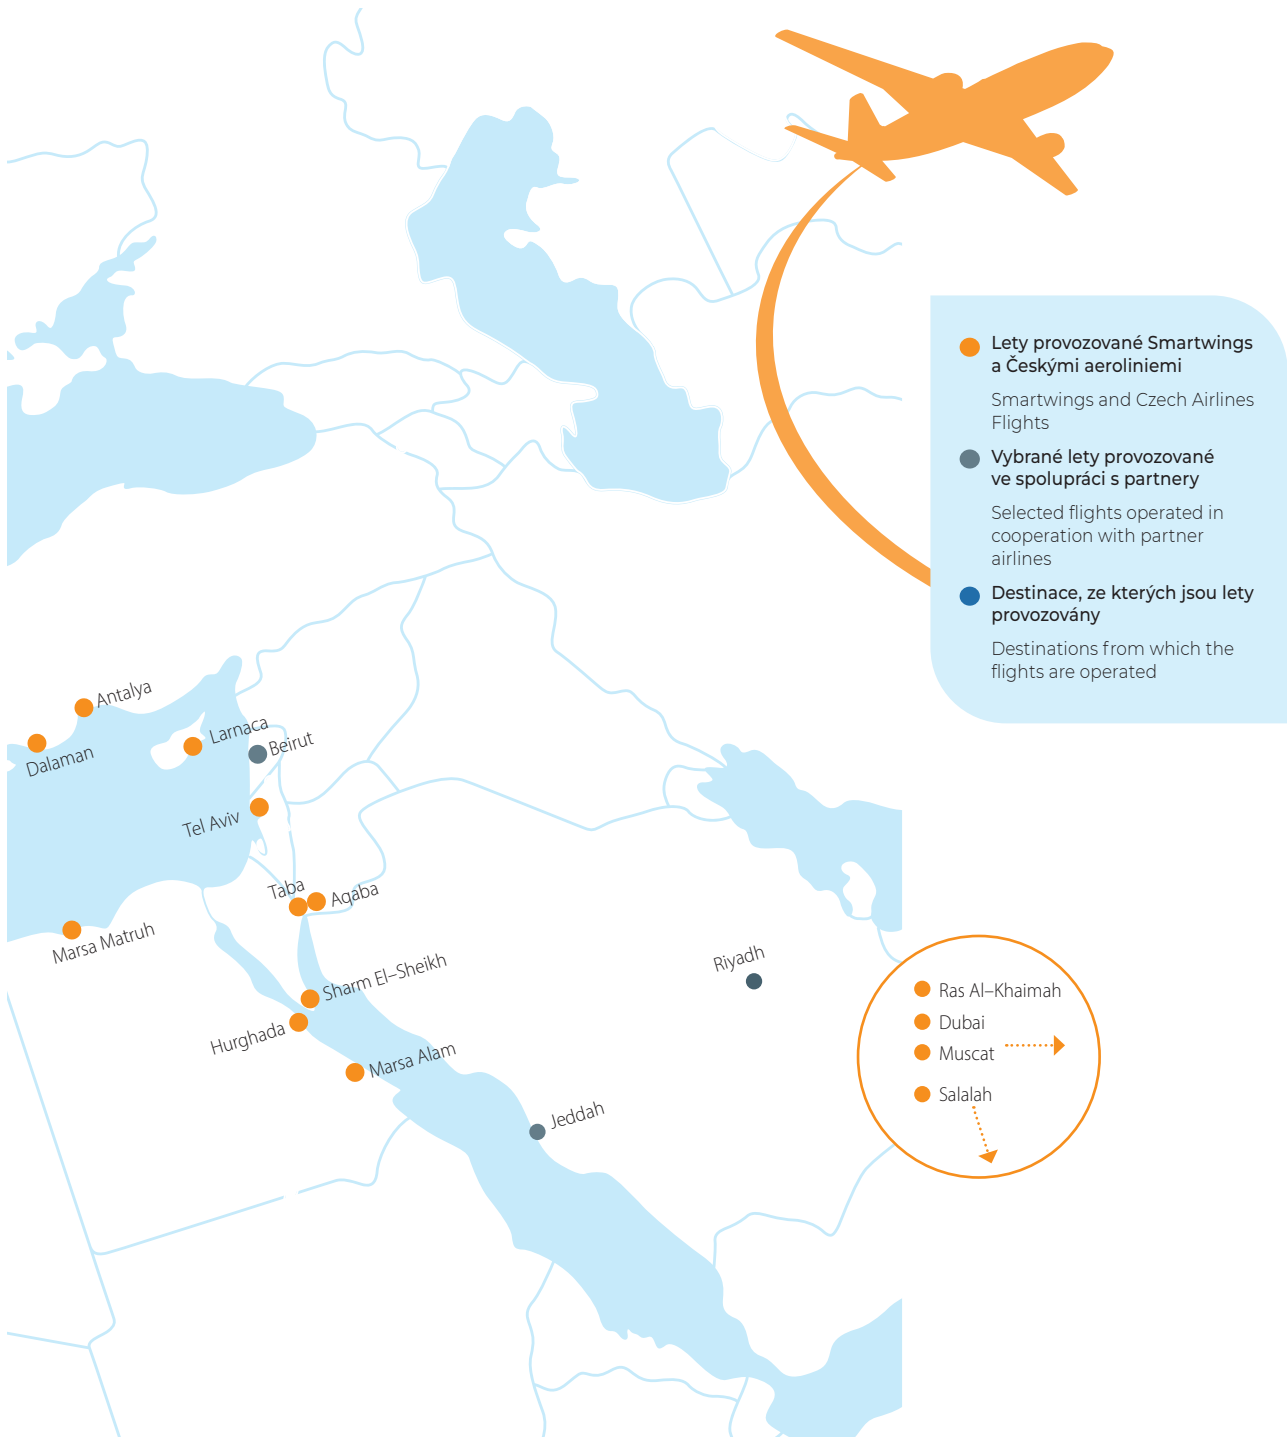 Lety provozované Smartwings
a Českými aeroliniemi
Smartwings and Czech Airlines
Flights
Vybrané lety provozované
ve spolupráci s partnery
Selected flights operated in
cooperation with partner
airlines
Destinace, ze kterých jsou lety
provozovány
Destinations from which the
flights are operated
Antalya
Dalaman
Larnaca
Beirut
Tel Aviv
Taba
Aqaba
Marsa Matruh
Sharm El–Sheikh
Hurghada
Marsa Alam
Riyadh
Jeddah
Ras Al–Khaimah
Dubai
Muscat
Salalah